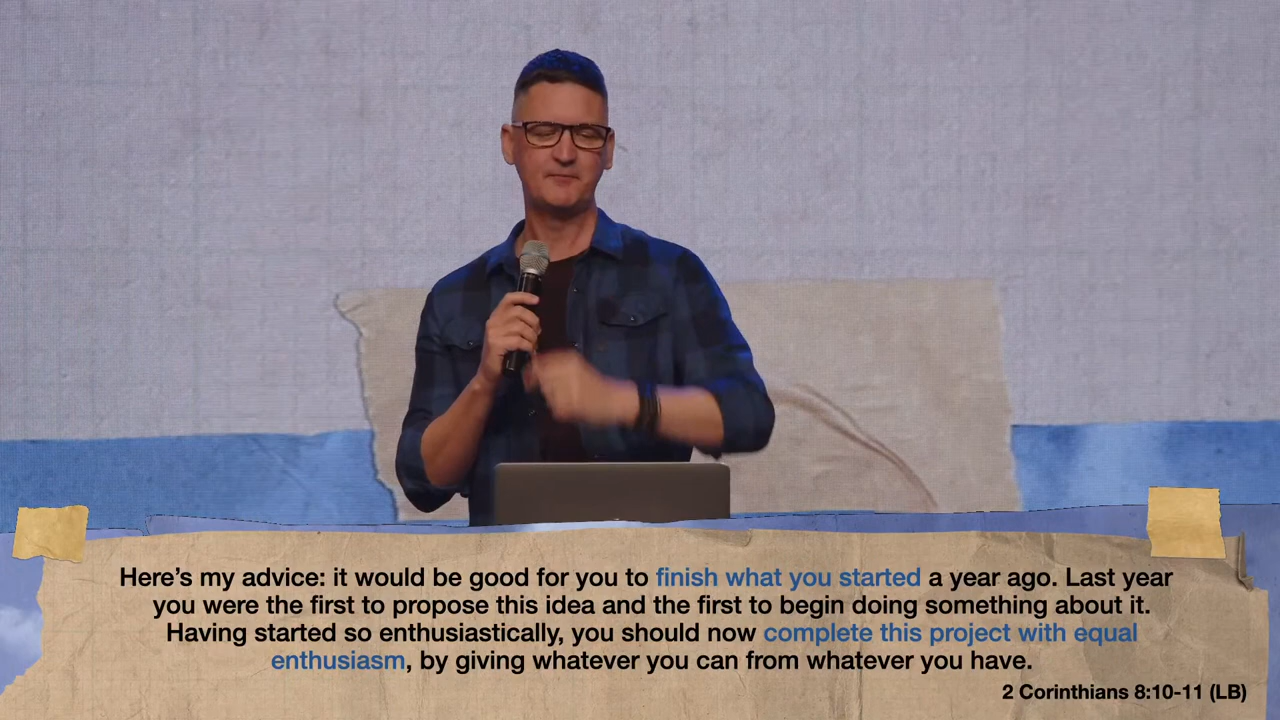 Here’s my advice: it would be good for you to finish what you started a year ago. Last year
you were the first to propose this idea and the first to begin doing something about it.
Having started so enthusiastically, you should now complete this project with equal
enthusiasm, by giving whatever you can from whatever you have.
2 Corinthians 8:10-11 (LB)